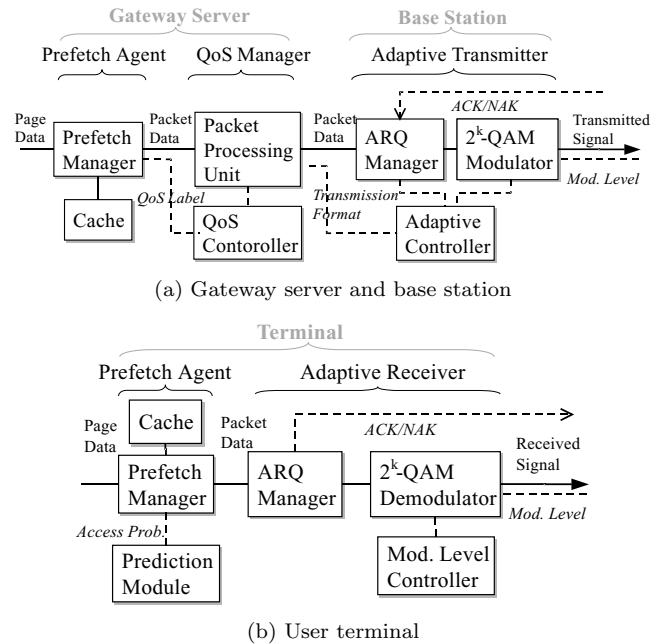 Gateway Server
Base Station
Prefetch Agent
QoS Manager
Adaptive Transmitter
ACK/NAK
Page
Data
Prefetch
Manager
Packet
Data
Packet
Processing
Unit
Packet
Data
ARQ
Manager
2^k-QAM
Modulator
Transmitted
Signal
Mod. Level
QoS Label
Transmission
Format
Cache
QoS
Contoroller
Adaptive
Controller
(a) Gateway server and base station
Terminal
Prefetch Agent
Adaptive Receiver
Cache
Page
Data
Packet
Data
ACK/NAK
Prefetch
Manager
ARQ
Manager
2^k-QAM
Demodulator
Received
Signal
Mod. Level
Access Prob.
Prediction
Module
Mod. Level
Controller
(b) User terminal